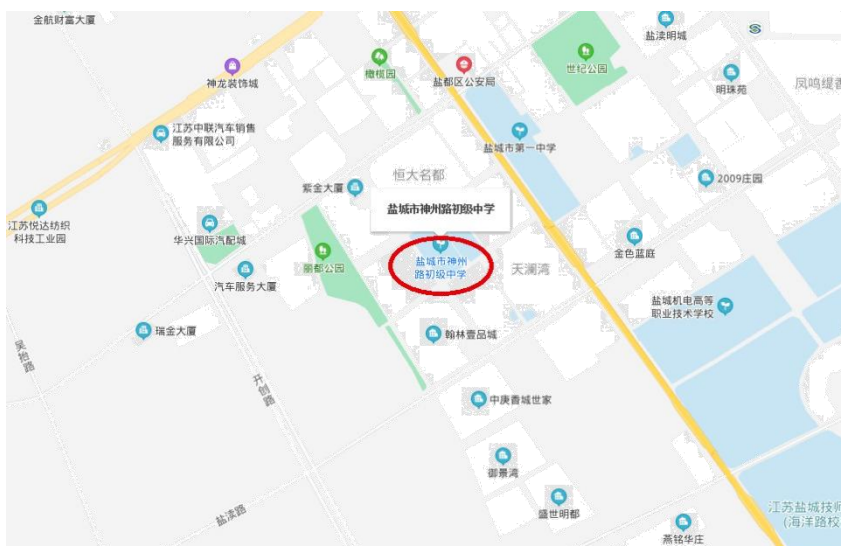 金航财富大厦
盐渎明城
神龙装饰城
橄榄园
盐都区公安局
世纪公园
明珠苑
凤鸣缇香
江苏中联汽车销售
服务有限公司
盐城市第一中学
恒大名都
紫金大厦
2009庄园
盐城市神州路初级中学
江苏悦达纺织
科技工业园
华兴国际汽配城
丽都公园
盐城市神州
路初级中学
天澜湾
金色蓝庭
汽车服务大厦
盐城机电高等
职业技术学校
瑞金大厦
翰林壹品城
吴抬路
开创路
中庚香城世家
御景湾
盐渎路
盛世明都
江苏盐城技师
(海洋路校
燕铭华庄